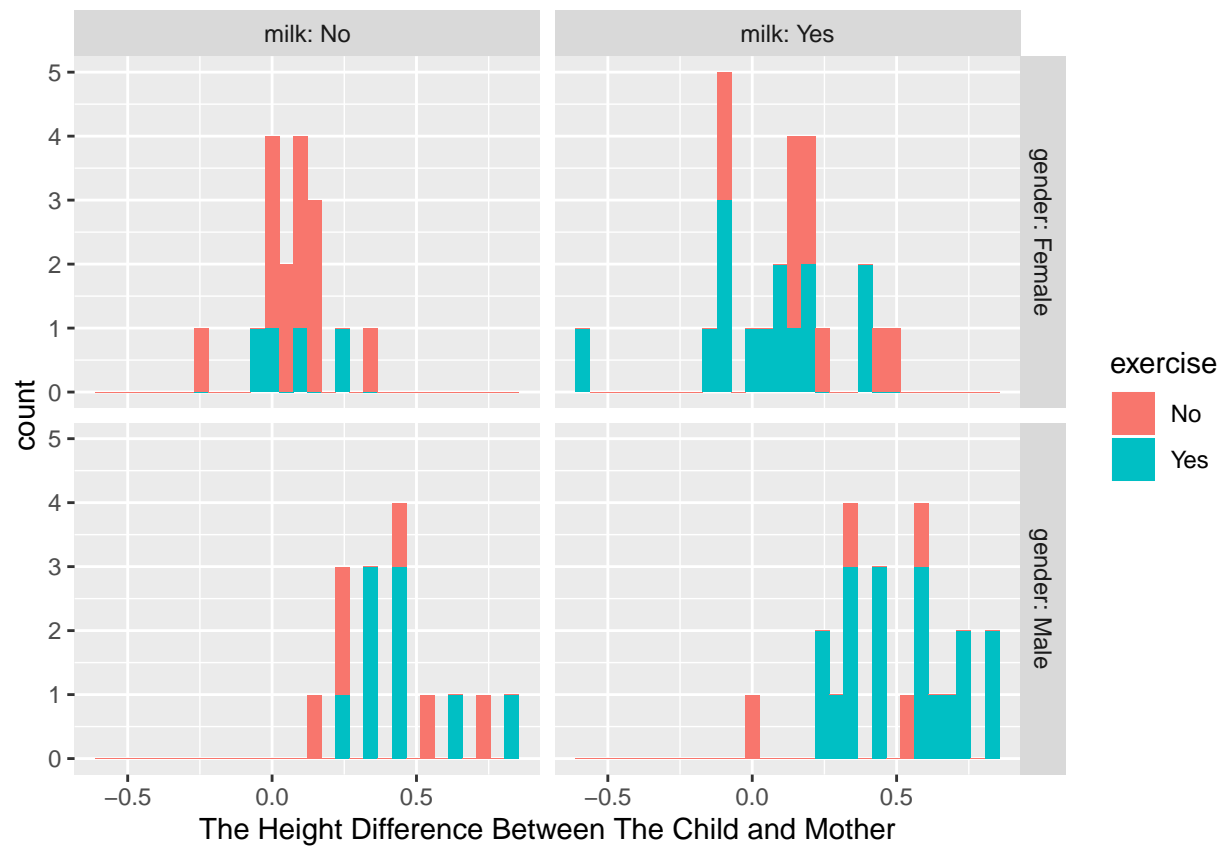 milk: No
milk: Yes
5
4
3
2
1
0
gender: Female
count
5
4
3
2
1
0
gender: Male
−0.5
0.0
0.5
−0.5
0.0
0.5
The Height Difference Between The Child and Mother
exercise
No
Yes